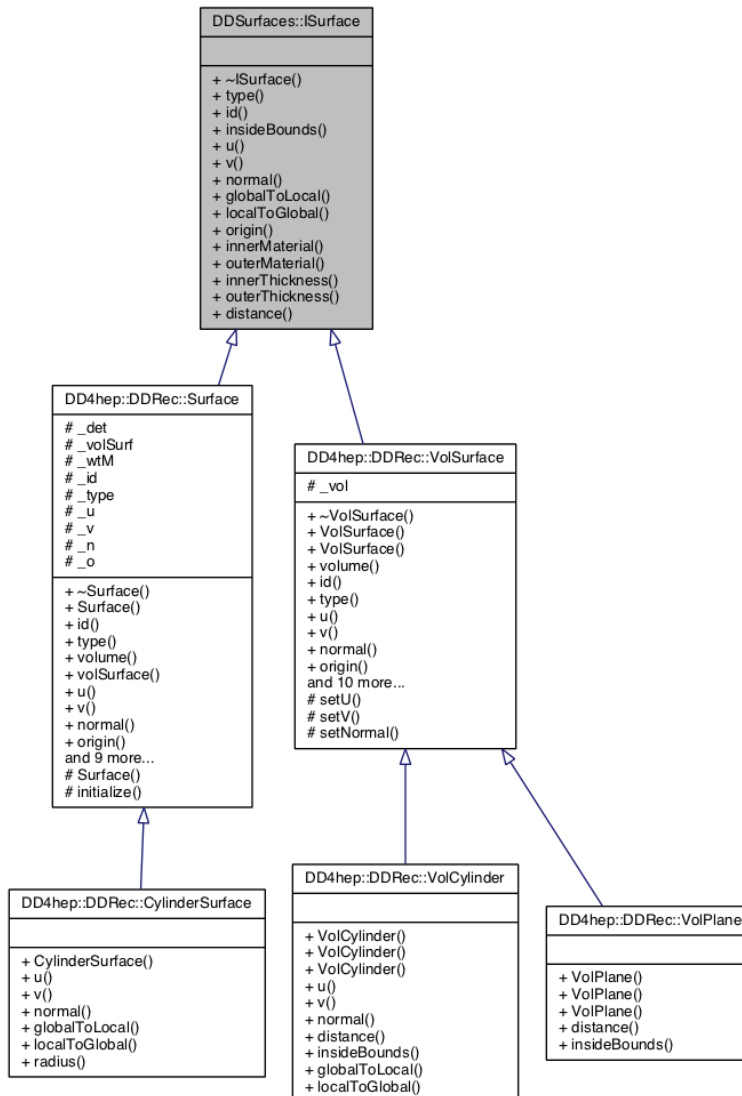 DDSurfaces::ISurface
+ ~ISurface()
+ type()
+ id()
+ insideBounds()
+ u()
+ v()
+ normal()
+ globalToLocal()
+ localToGlobal()
+ origin()
+ innerMaterial()
+ outerMaterial()
+ innerThickness()
+ outerThickness()
+ distance()
DD4hep::DDRec::Surface
# _det
# _volSurf
# _wtM
# _id
# _type
# _u
# _v
# _n
# _o
+ ~Surface()
+ Surface()
+ id()
+ type()
+ volume()
+ volSurface()
+ u()
+ v()
+ normal()
+ origin()
and 9 more...
# Surface()
# initialize()
DD4hep::DDRec::VolSurface
# _vol
+ ~VolSurface()
+ VolSurface()
+ VolSurface()
+ volume()
+ id()
+ type()
+ u()
+ v()
+ normal()
+ origin()
and 10 more...
# setU()
# setV()
# setNormal()
DD4hep::DDRec::CylinderSurface
+ CylinderSurface()
+ u()
+ v()
+ normal()
+ globalToLocal()
+ localToGlobal()
+ radius()
DD4hep::DDRec::VolCylinder
+ VolCylinder()
+ VolCylinder()
+ VolCylinder()
+ u()
+ v()
+ normal()
+ distance()
+ insideBounds()
+ globalToLocal()
+ localToGlobal()
DD4hep::DDRec::VolPlane
+ VolPlane()
+ VolPlane()
+ VolPlane()
+ distance()
+ insideBounds()